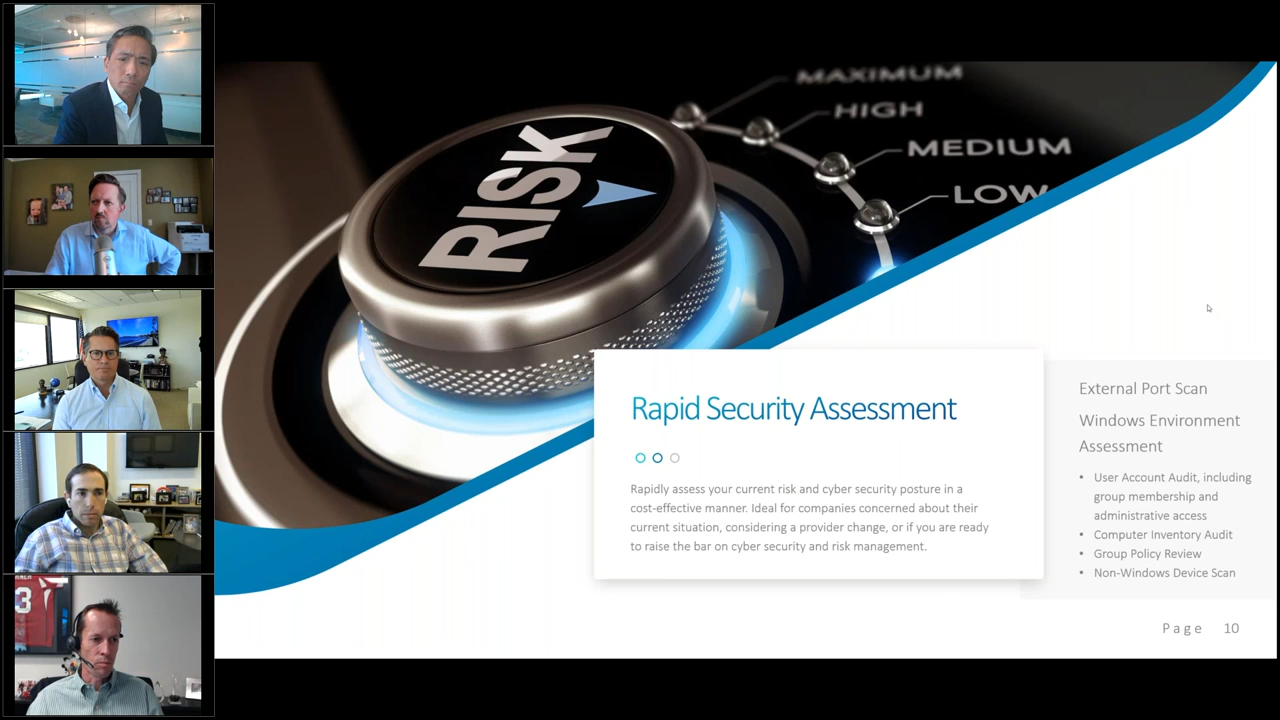 MAXIMUM
HIGH
MEDIUM
LOW
RISK
Rapid Security Assessment
Rapidly assess your current risk and cyber security posture in a
cost-effective manner. Ideal for companies concerned about their
current situation, considering a provider change, or if you are ready
to raise the bar on cyber security and risk management.
External Port Scan
Windows Environment
Assessment
• User Account Audit, including
group membership and
administrative access
• Computer Inventory Audit
• Group Policy Review
• Non-Windows Device Scan
Page 10
3